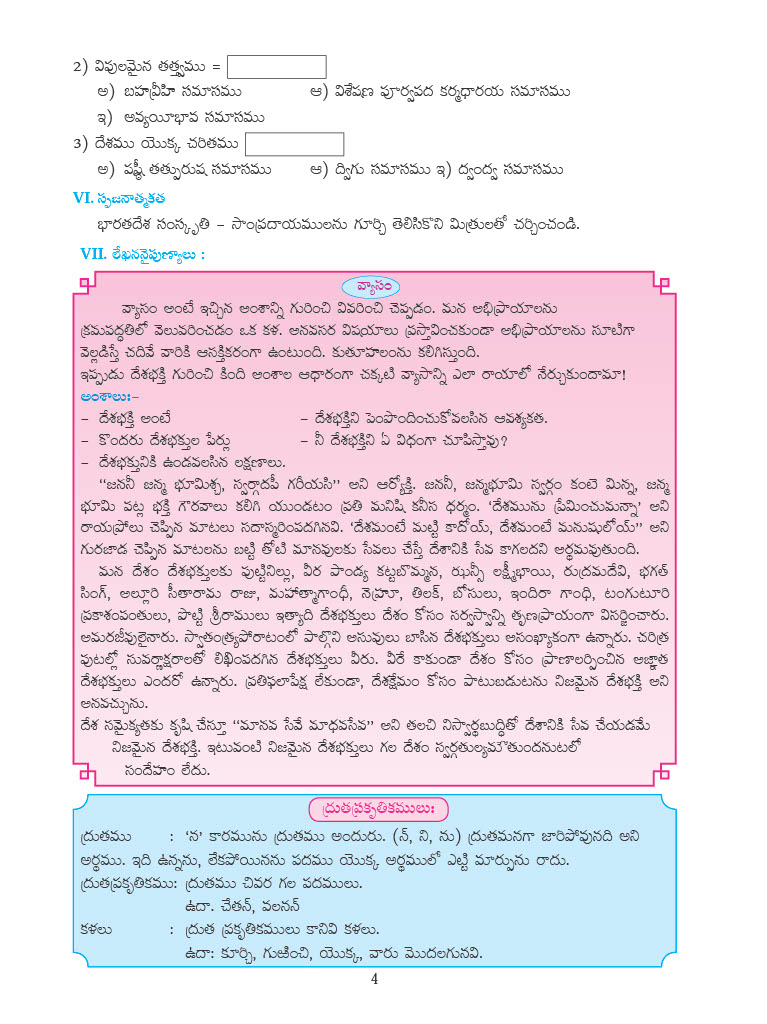 2) విపులమైన తత్త్వము =
అ) బహువ్రీహి సమాసము ఆ) విశేషణ పూర్వపద కర్మధారయ సమాసము
ఇ) అవ్యయీభావ సమాసము
3) దేశము యొక్క చరితము
అ) షష్ఠీ తత్పురుష సమాసము ఆ) ద్విగు సమాసము ఇ) ద్వంద్వ సమాసము
VI. సృజనాత్మకత
భారతదేశ సంస్కృతి – సాంప్రదాయములను గూర్చి తెలిసికొని మిత్రులతో చర్చించండి.
VII. లేఖననైపుణ్యాలు :
వ్యాసం
వ్యాసం అంటే ఇచ్చిన అంశాన్ని గురించి వివరించి చెప్పడం. మన అభిప్రాయాలను
క్రమపద్ధతిలో వెలువరించడం ఒక కళ. అనవసర విషయాలు ప్రస్తావించకుండా అభిప్రాయాలను సూటిగా
వెల్లడిస్తే చదివే వారికి ఆసక్తికరంగా ఉంటుంది. కుతూహలంను కలిగిస్తుంది.
ఇప్పుడు దేశభక్తి గురించి కింది అంశాల ఆధారంగా చక్కటి వ్యాసాన్ని ఎలా రాయాలో నేర్చుకుందామా!
అంశాలు:–
– దేశభక్తి అంటే – దేశభక్తిని పెంపొందించుకోవలసిన ఆవశ్యకత.
– కొందరు దేశభక్తుల పేర్లు – నీ దేశభక్తిని ఏ విధంగా చూపిస్తావు?
– దేశభక్తునికి ఉండవలసిన లక్షణాలు.
“జననీ జన్మ భూమిశ్చ, స్వర్గాదపీ గరీయసి” అని ఆర్యోక్తి. జననీ, జన్మభూమి స్వర్గం కంటె మిన్న, జన్మ
భూమి పట్ల భక్తి గౌరవాలు కలిగి యుండటం ప్రతి మనిషి కనీస ధర్మం. ‘దేశమును ప్రేమించుమన్నా’ అని
రాయప్రోలు చెప్పిన మాటలు సదాస్మరింపదగినవి. ‘దేశమంటే మట్టి కాదోయ్, దేశమంటే మనుషులోయ్” అని
గురజాడ చెప్పిన మాటలను బట్టి తోటి మానవులకు సేవలు చేస్తే దేశానికి సేవ కాగలదని అర్థమవుతుంది.
మన దేశం దేశభక్తులకు పుట్టినిల్లు, వీర పాండ్య కట్టబొమ్మన, ఝన్సీ లక్ష్మీభాయి, రుద్రమదేవి, భగత్
సింగ్, అల్లూరి సీతారామ రాజు, మహాత్మాగాంధీ, నెహ్రూ, తిలక్, బోసులు, ఇందిరా గాంధి, టంగుటూరి
ప్రకాశంపంతులు, పొట్టి శ్రీరాములు ఇత్యాది దేశభక్తులు దేశం కోసం సర్వస్వాన్ని తృణప్రాయంగా విసర్జించారు.
అమరజీవులైనారు. స్వాతంత్ర్యపోరాటంలో పాల్గొని అసువులు బాసిన దేశభక్తులు అసంఖ్యాకంగా ఉన్నారు. చరిత్ర
పుటల్లో సువర్ణాక్షరాలతో లిఖింపదగిన దేశభక్తులు వీరు. వీరే కాకుండా దేశం కోసం ప్రాణాలర్పించిన అజ్ఞాత
దేశభక్తులు ఎందరో ఉన్నారు. ప్రతిఫలాపేక్ష లేకుండా, దేశక్షేమం కోసం పాటుబడుటను నిజమైన దేశభక్తి అని
అనవచ్చును.
దేశ సమైక్యతకు కృషి చేస్తూ “మానవ సేవే మాధవసేవ” అని తలచి నిస్వార్థబుద్ధితో దేశానికి సేవ చేయడమే
నిజమైన దేశభక్తి. ఇటువంటి నిజమైన దేశభక్తులు గల దేశం స్వర్గతుల్యమౌతుందనుటలో
సందేహం లేదు.
ద్రుతప్రకృతికములు:
ద్రుతము : ‘న’ కారమును ద్రుతము అందురు. (న్, ని, ను) ద్రుతమనగా జారిపోవునది అని
అర్థము. ఇది ఉన్నను, లేకపోయినను పదము యొక్క అర్థములో ఎట్టి మార్పును రాదు.
ద్రుతప్రకృతికము: ద్రుతము చివర గల పదములు.
ఉదా. చేతన్, వలనన్
కళలు : ద్రుత ప్రకృతికములు కానివి కళలు.
ఉదా: కూర్చి, గుఱించి, యొక్క, వారు మొదలగునవి.
4